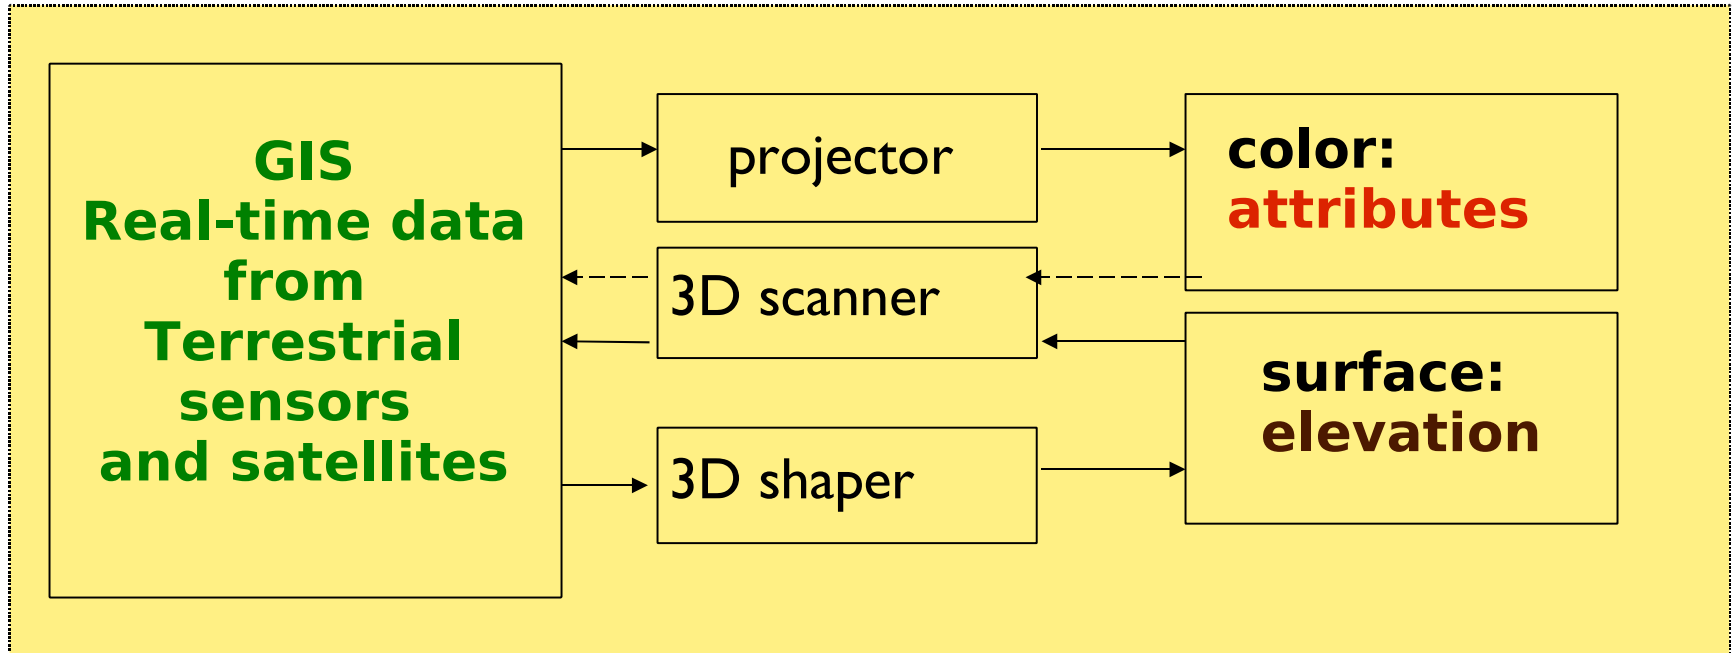 GIS
Real-time data
from
Terrestrial
sensors
and satellites
projector
3D scanner
3D shaper
color:
attributes
surface:
elevation